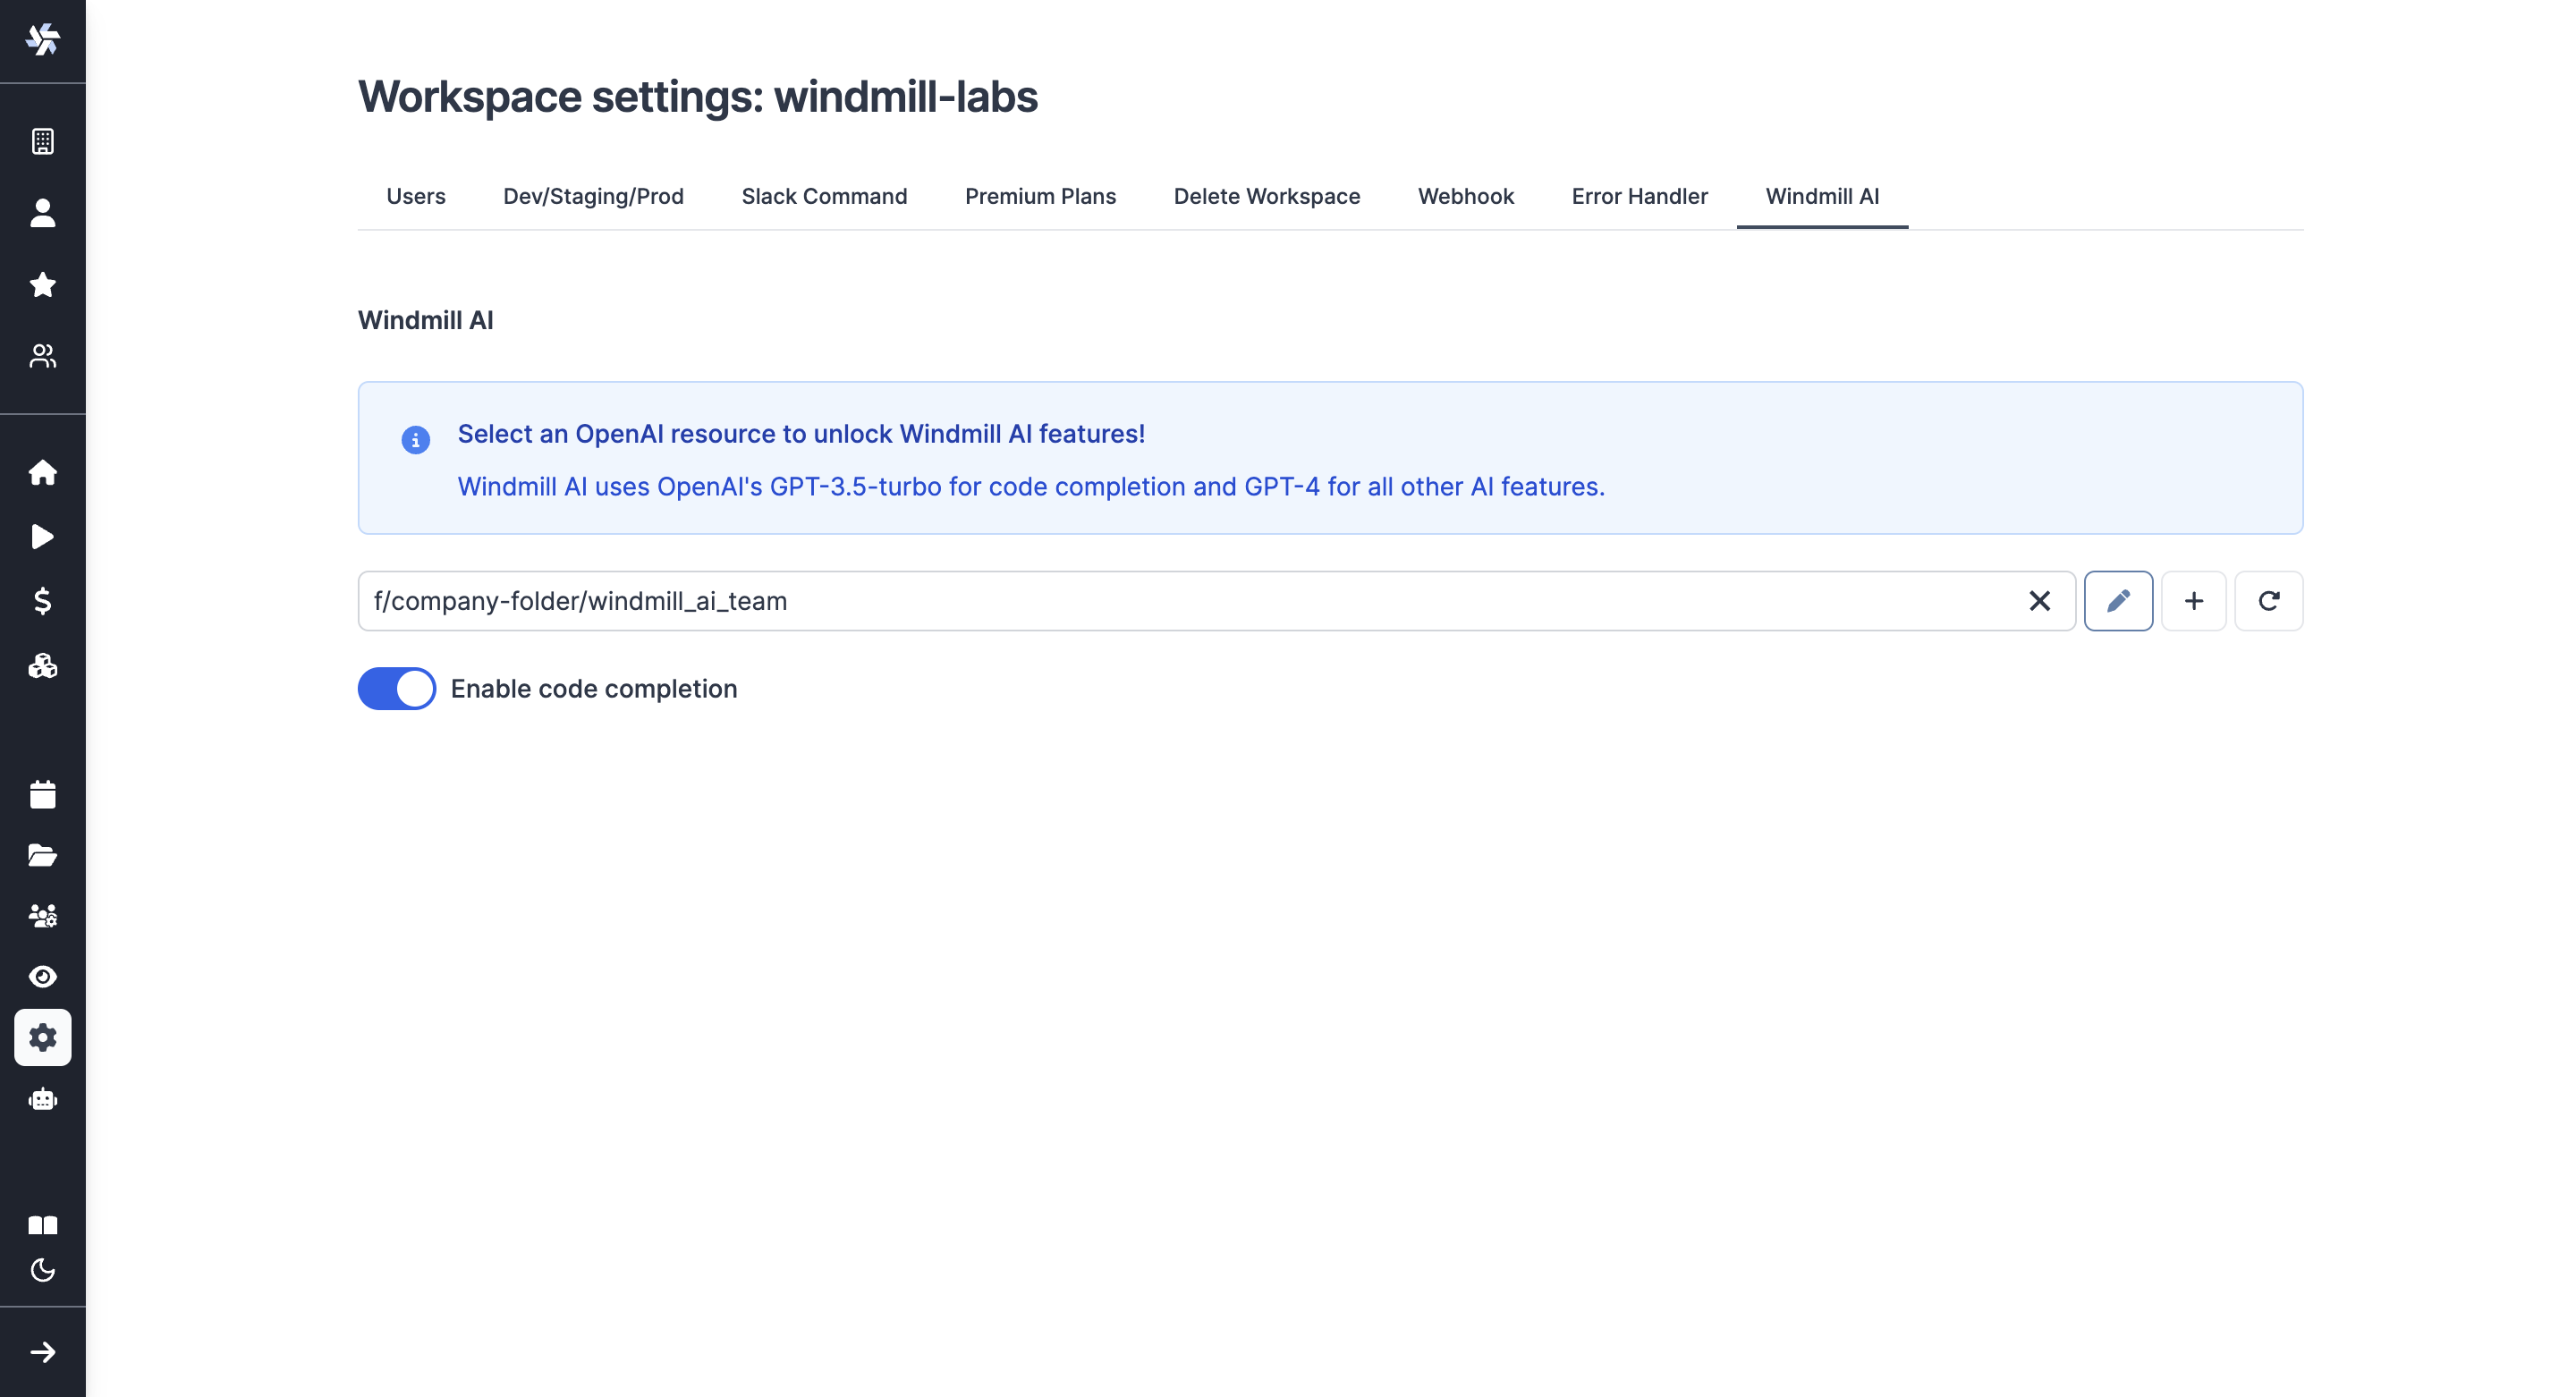 Workspace settings: windmill-labs
Users Dev/Staging/Prod Slack Command Premium Plans Delete Workspace Webhook Error Handler Windmill AI
Windmill AI
Select an OpenAI resource to unlock Windmill AI features!
Windmill AI uses OpenAI's GPT-3.5-turbo for code completion and GPT-4 for all other AI features.
f/company-folder/windmill_ai_team
Enable code completion